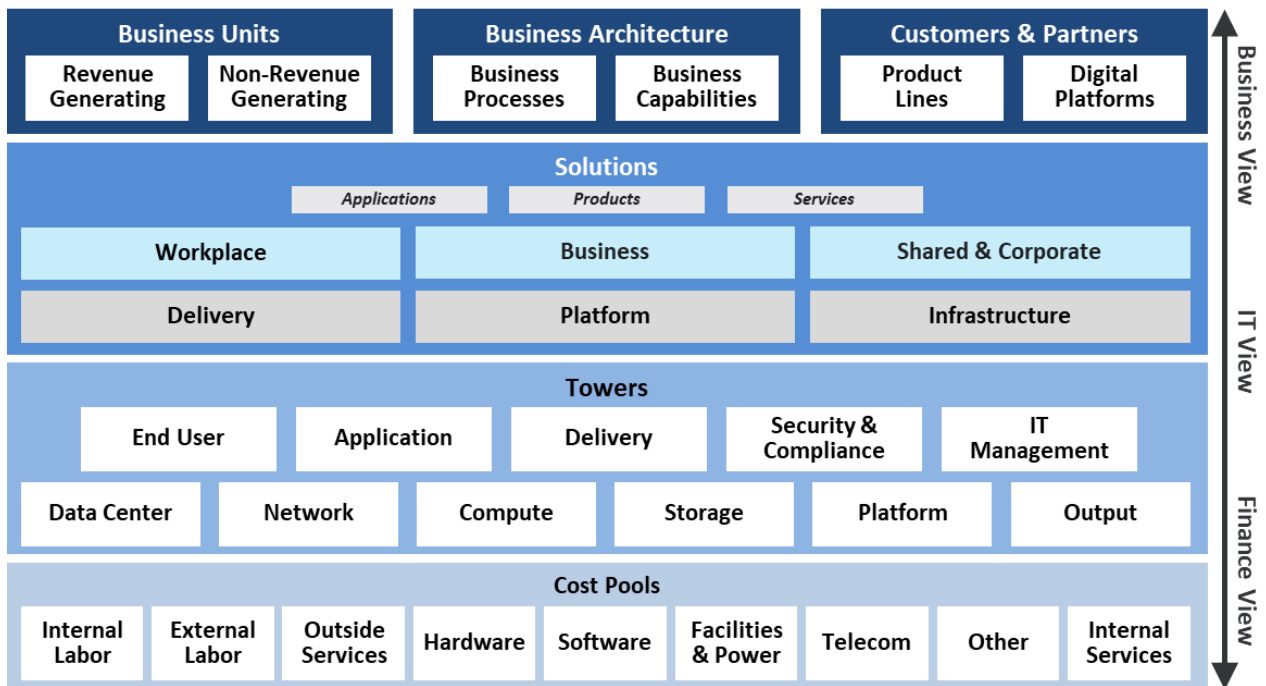 Business Units
Business Architecture
Customers & Partners
Revenue
Generating
Non-Revenue
Generating
Business
Processes
Business
Capabilities
Product
Lines
Digital
Platforms
Solutions
Applications
Products
Services
Workplace
Business
Shared & Corporate
Delivery
Platform
Infrastructure
Towers
End User
Application
Delivery
Security &
Compliance
IT
Management
Data Center
Network
Compute
Storage
Platform
Output
Cost Pools
Internal
Labor
External
Labor
Outside
Services
Hardware
Software
Facilities
& Power
Telecom
Other
Internal
Services
Business View
IT View
Finance View